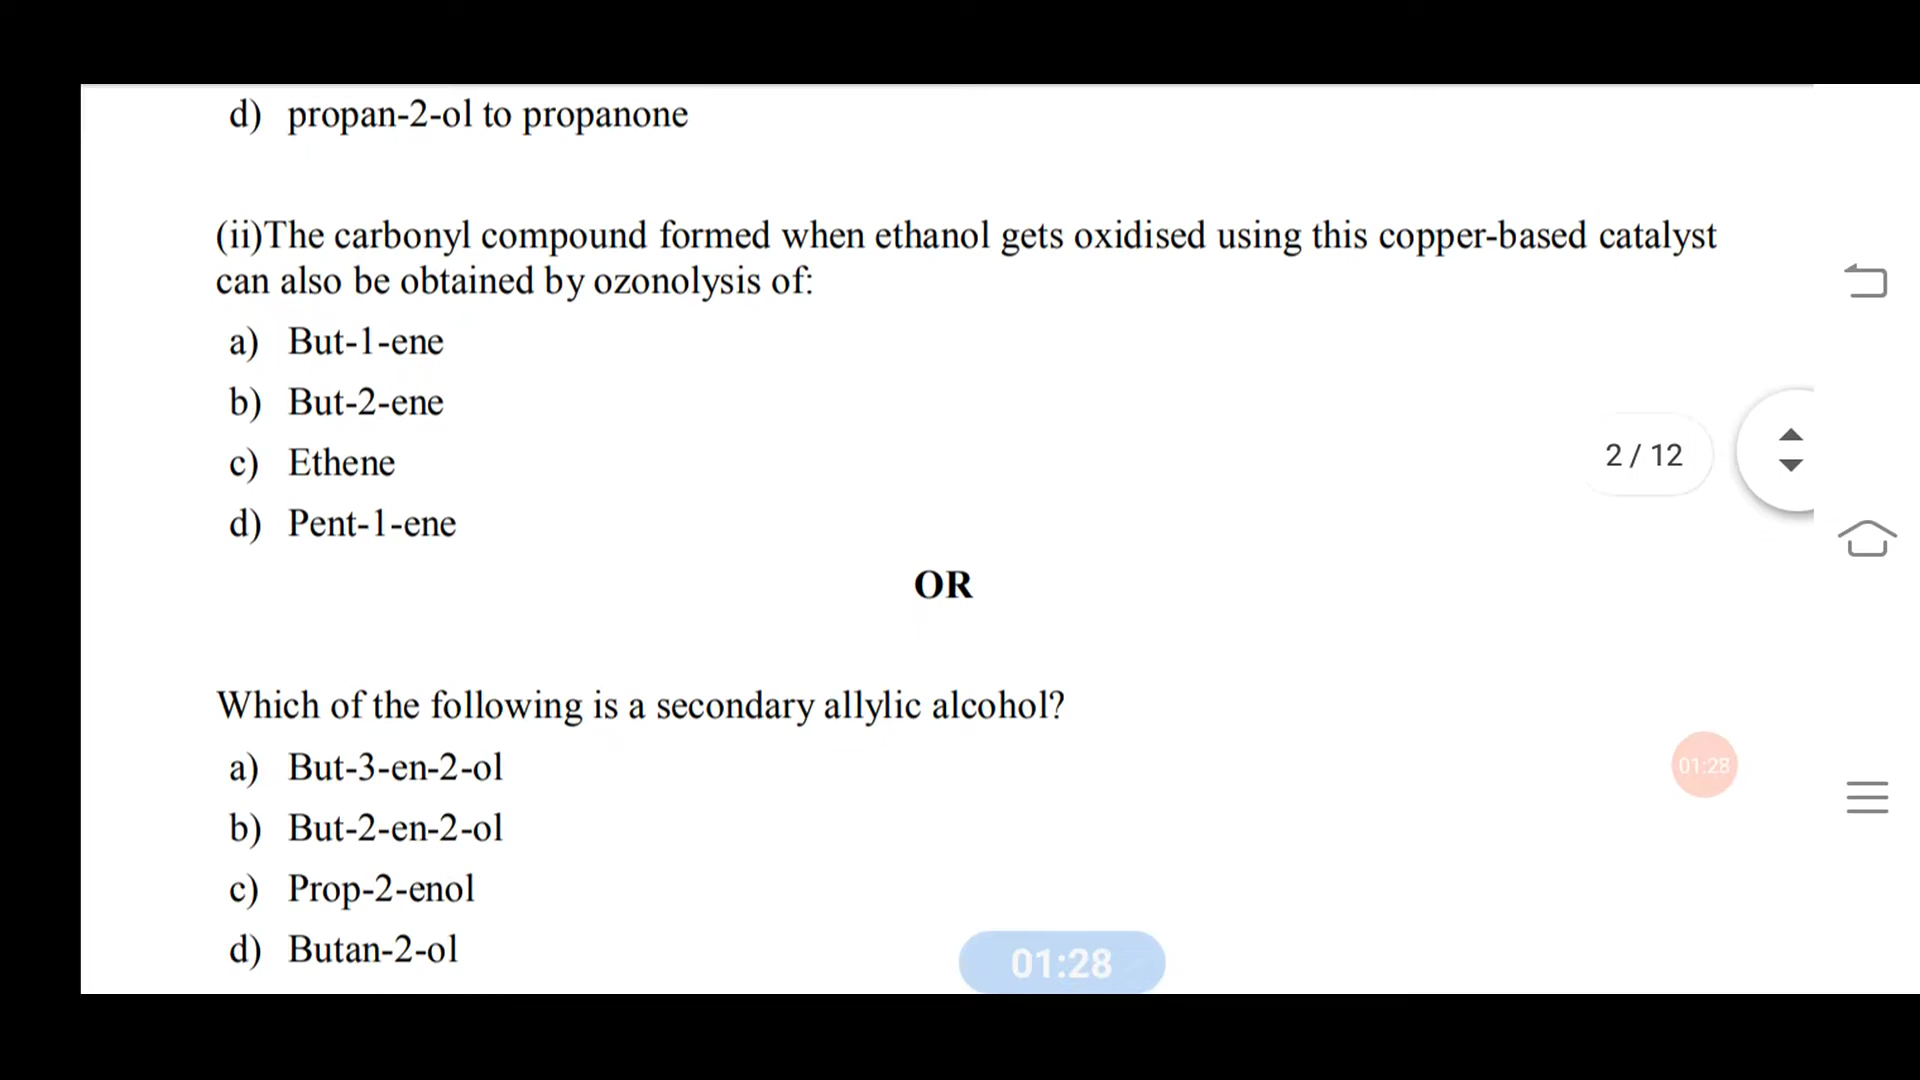 d) propan-2-ol to propanone
(ii)The carbonyl compound formed when ethanol gets oxidised using this copper-based catalyst
can also be obtained by ozonolysis of:
a) But-1-ene
b) But-2-ene
c) Ethene
d) Pent-1-ene
2 / 12
OR
Which of the following is a secondary allylic alcohol?
a) But-3-en-2-ol
b) But-2-en-2-ol
c) Prop-2-enol
d) Butan-2-ol
01:28
01:28